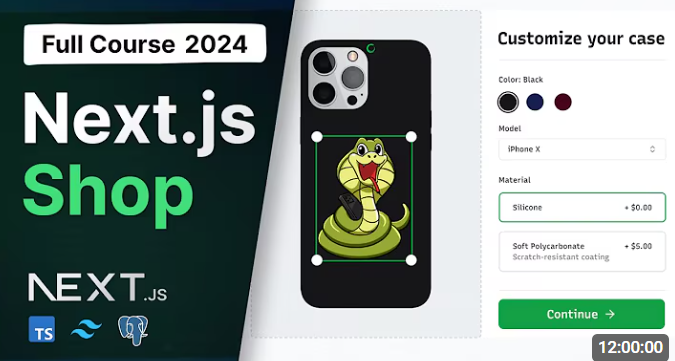 Full Course 2024
Next.js
Shop
NEXT.JS
TS
Customize your case
Color: Black
Model
iPhone X
Material
Silicone + $0.00
Soft Polycarbonate + $5.00
Scratch-resistant coating
Continue →
12:00:00